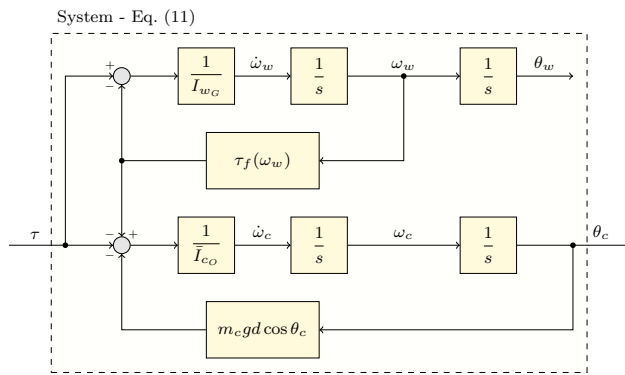 System - Eq. (11)
+
−
1/I_{w_G}
ω̇_w
1/s
ω_w
1/s
θ_w
τ_f(ω_w)
τ
−
+
−
1/Ī_{c_O}
ω̇_c
1/s
ω_c
1/s
θ_c
m_c g d cos θ_c